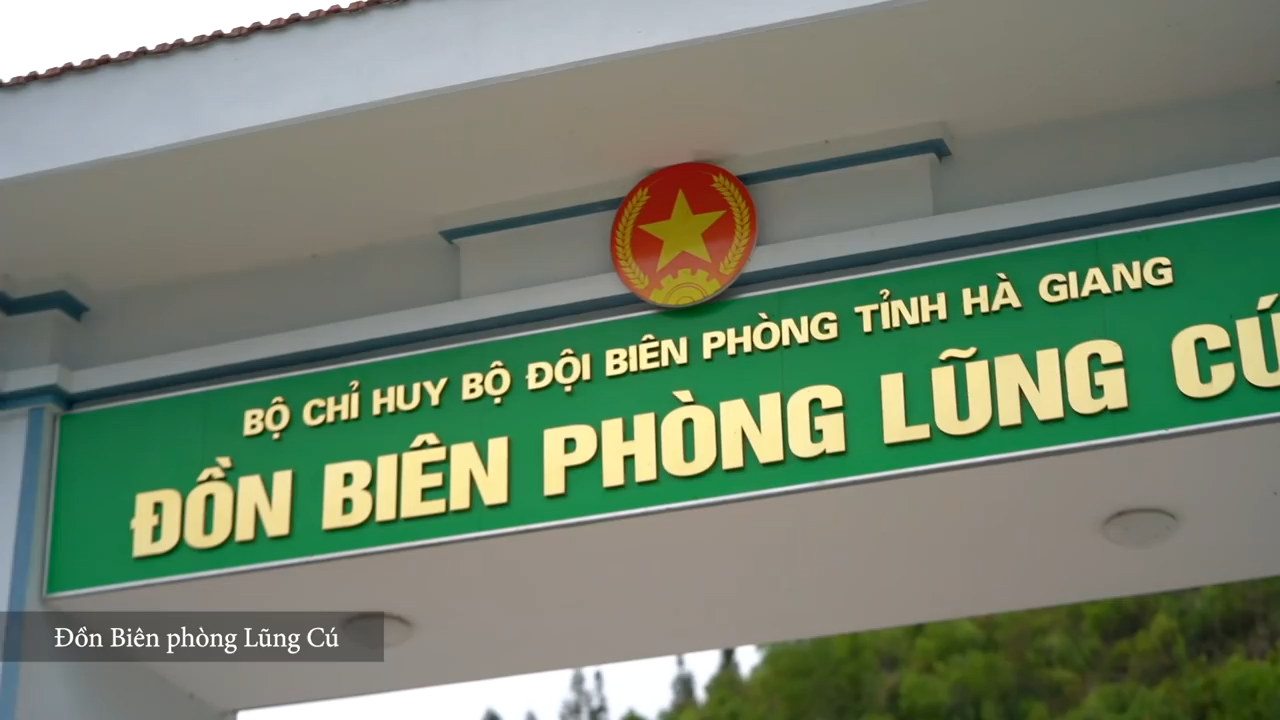 BỘ CHỈ HUY BỘ ĐỘI BIÊN PHÒNG TỈNH HÀ GIANG
ĐỒN BIÊN PHÒNG LŨNG CÚ
Đồn Biên phòng Lũng Cú